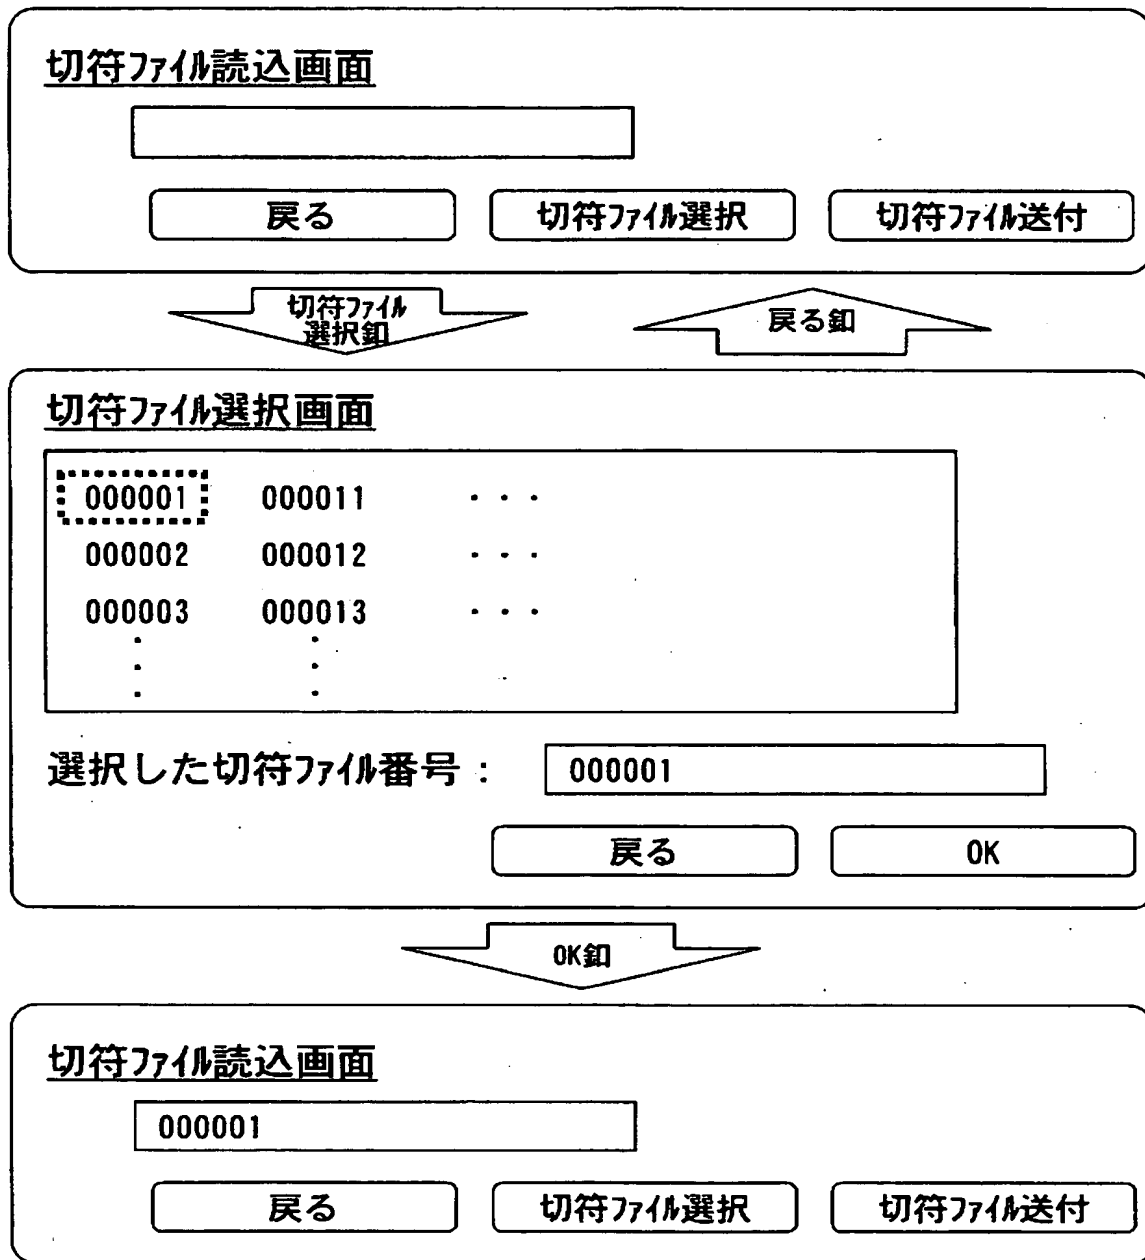 切符ファイル読込画面
戻る 切符ファイル選択 切符ファイル送付
切符ファイル
選択釦
戻る釦
切符ファイル選択画面
000001 000011 ・・・
000002 000012 ・・・
000003 000013 ・・・
選択した切符ファイル番号： 000001
戻る OK
OK釦
切符ファイル読込画面
000001
戻る 切符ファイル選択 切符ファイル送付